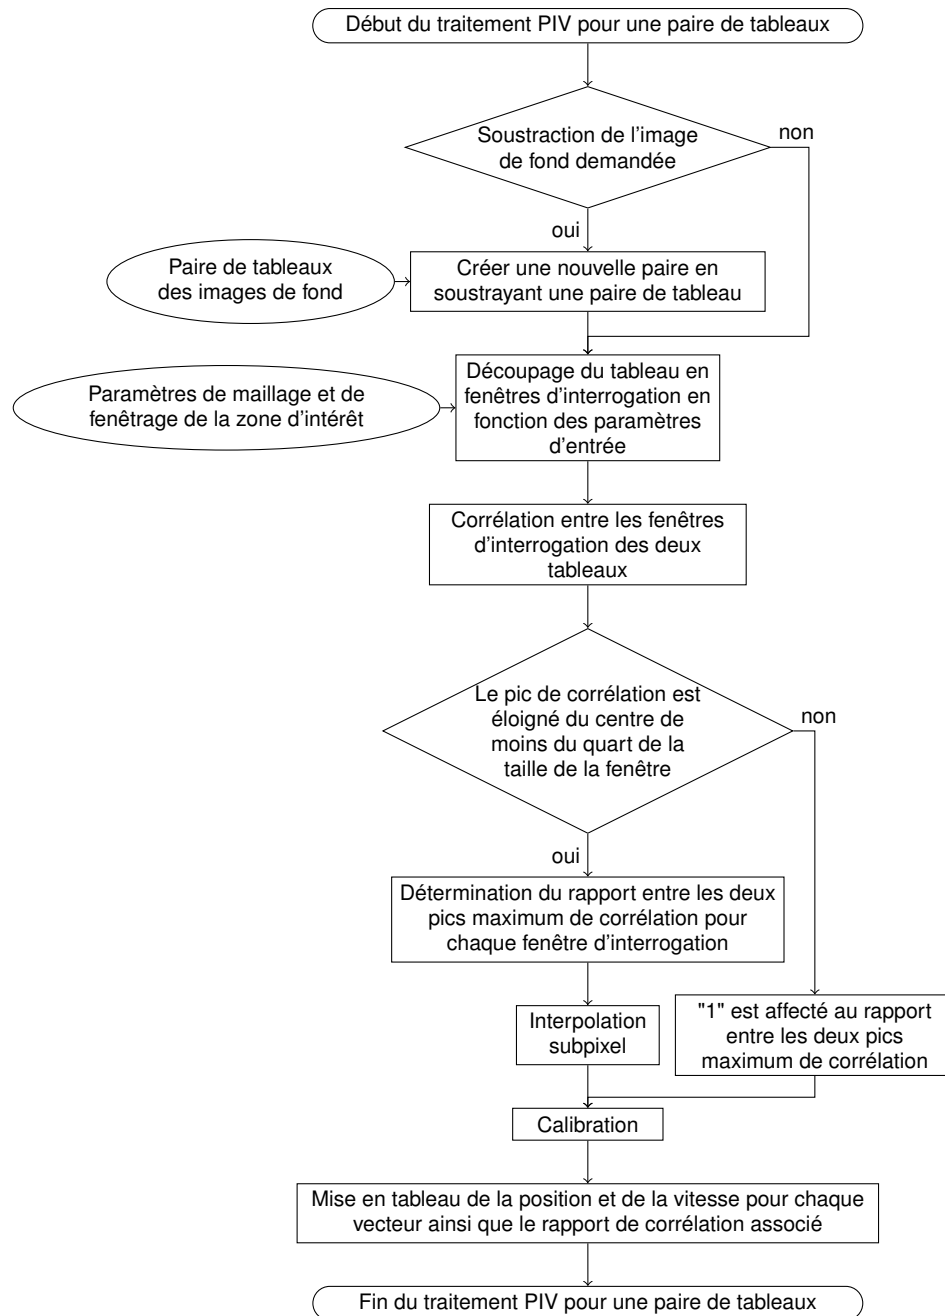 Début du traitement PIV pour une paire de tableaux
Soustraction de l'image
de fond demandée
non
oui
Paire de tableaux
des images de fond
Créer une nouvelle paire en
soustrayant une paire de tableau
Paramètres de maillage et de
fenêtrage de la zone d'intérêt
Découpage du tableau en
fenêtres d'interrogation en
fonction des paramètres
d'entrée
Corrélation entre les fenêtres
d'interrogation des deux
tableaux
Le pic de corrélation est
éloigné du centre de
moins du quart de la
taille de la fenêtre
non
oui
Détermination du rapport entre les deux
pics maximum de corrélation pour
chaque fenêtre d'interrogation
Interpolation
subpixel
"1" est affecté au rapport
entre les deux pics
maximum de corrélation
Calibration
Mise en tableau de la position et de la vitesse pour chaque
vecteur ainsi que le rapport de corrélation associé
Fin du traitement PIV pour une paire de tableaux